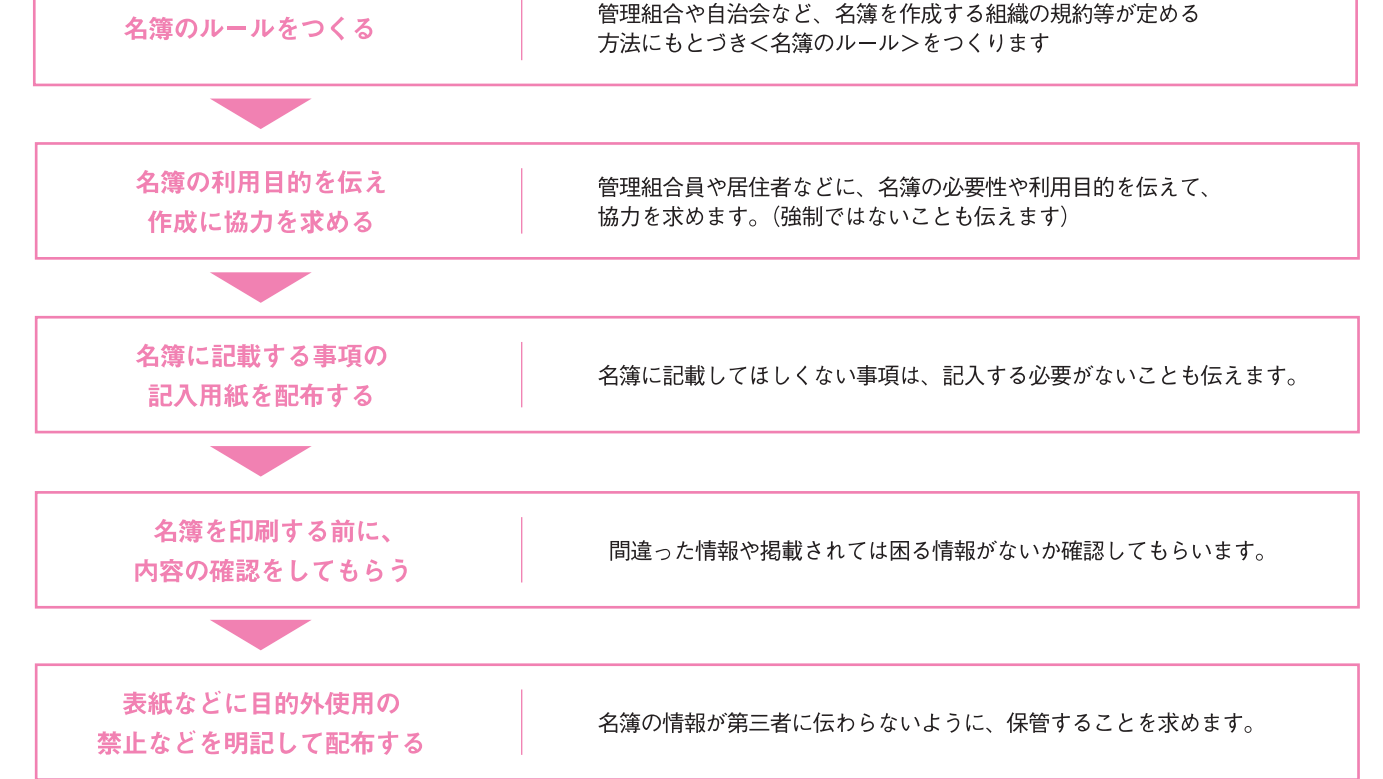 名簿のルールをつくる
管理組合や自治会など、名簿を作成する組織の規約等が定める
方法にもとづき＜名簿のルール＞をつくります
名簿の利用目的を伝え
作成に協力を求める
管理組合員や居住者などに、名簿の必要性や利用目的を伝えて、
協力を求めます。（強制ではないことも伝えます）
名簿に記載する事項の
記入用紙を配布する
名簿に記載してほしくない事項は、記入する必要がないことも伝えます。
名簿を印刷する前に、
内容の確認をしてもらう
間違った情報や掲載されては困る情報がないか確認してもらいます。
表紙などに目的外使用の
禁止などを明記して配布する
名簿の情報が第三者に伝わらないように、保管することを求めます。